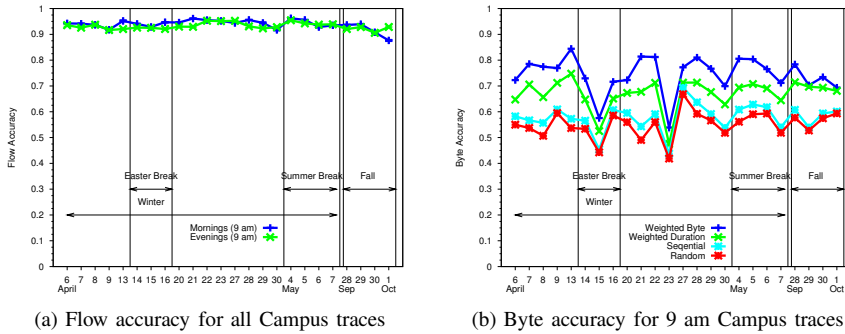 1
0.9
0.8
0.7
0.6
0.5
0.4
0.3
0.2
0.1
0
Flow Accuracy
Easter Break
Winter
Summer Break
Fall
Mornings (9 am)
Evenings (9 am)
6 7 8 9 13 14 15 16 20 21 22 23 29 30 4 5 6 7 28 29 30 1
April May Sep Oct
(a) Flow accuracy for all Campus traces
1
0.9
0.8
0.7
0.6
0.5
0.4
0.3
0.2
0.1
0
Byte Accuracy
Easter Break
Winter
Summer Break
Fall
Weighted Byte
Weighted Duration
Seqential
Random
6 7 8 9 13 14 15 16 20 21 22 23 27 28 29 30 4 5 6 7 28 29 30 1
April May Sep Oct
(b) Byte accuracy for 9 am Campus traces